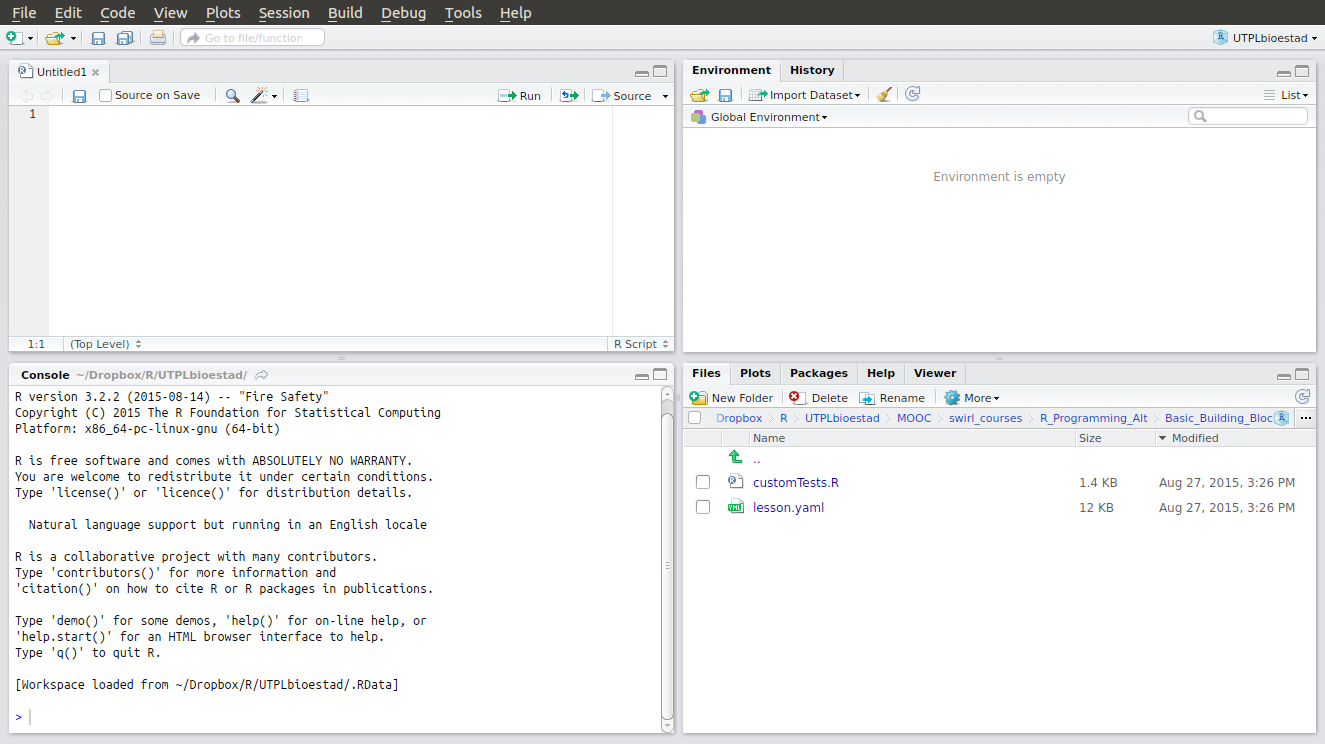 File Edit Code View Plots Session Build Debug Tools Help
Go to file/function
UTPLbioestad
Untitled1
Source on Save
Run
Source
1
1:1
(Top Level)
R Script
Environment History
Import Dataset
List
Global Environment
Environment is empty
Console ~/Dropbox/R/UTPLbioestad/
R version 3.2.2 (2015-08-14) -- "Fire Safety"
Copyright (C) 2015 The R Foundation for Statistical Computing
Platform: x86_64-pc-linux-gnu (64-bit)
R is free software and comes with ABSOLUTELY NO WARRANTY.
You are welcome to redistribute it under certain conditions.
Type 'license()' or 'licence()' for distribution details.
Natural language support but running in an English locale
R is a collaborative project with many contributors.
Type 'contributors()' for more information and
'citation()' on how to cite R or R packages in publications.
Type 'demo()' for some demos, 'help()' for on-line help, or
'help.start()' for an HTML browser interface to help.
Type 'q()' to quit R.
[Workspace loaded from ~/Dropbox/R/UTPLbioestad/.RData]
>
Files Plots Packages Help Viewer
New Folder Delete Rename More
Dropbox R UTPLbioestad MOOC swirl_courses R_Programming_Alt Basic_Building_Bloc ...
Name Size Modified
..
customTests.R 1.4 KB Aug 27, 2015, 3:26 PM
lesson.yaml 12 KB Aug 27, 2015, 3:26 PM